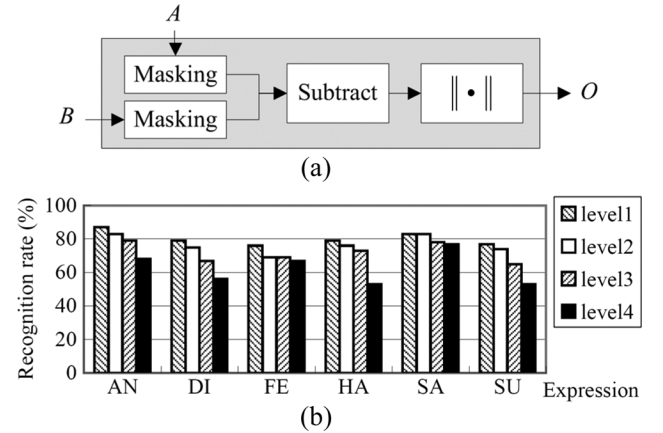 A
Masking
B
Masking
Subtract
‖ • ‖
O
(a)
Recognition rate (%)
100
80
60
40
20
0
AN DI FE HA SA SU
Expression
level1
level2
level3
level4
(b)